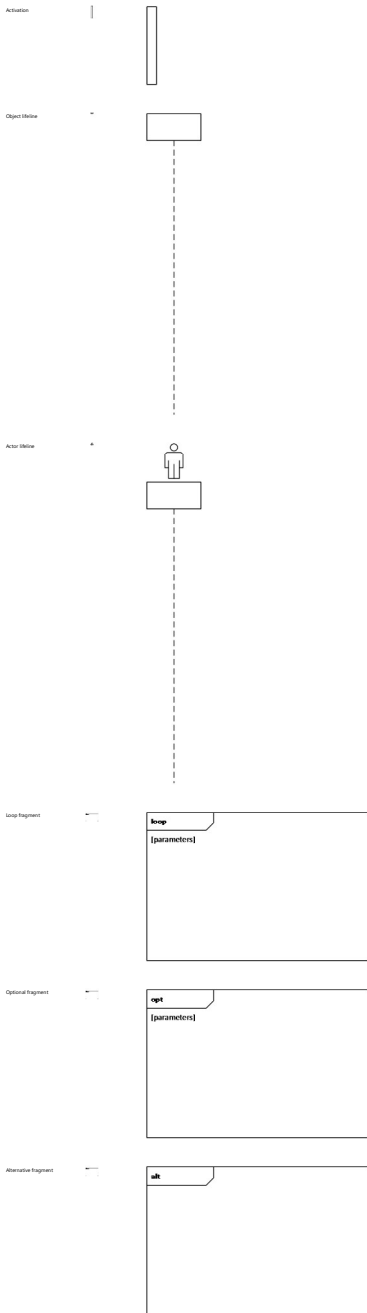 Activation
Object lifeline
Actor lifeline
Loop fragment
loop
[parameters]
Optional fragment
opt
[parameters]
Alternative fragment
alt